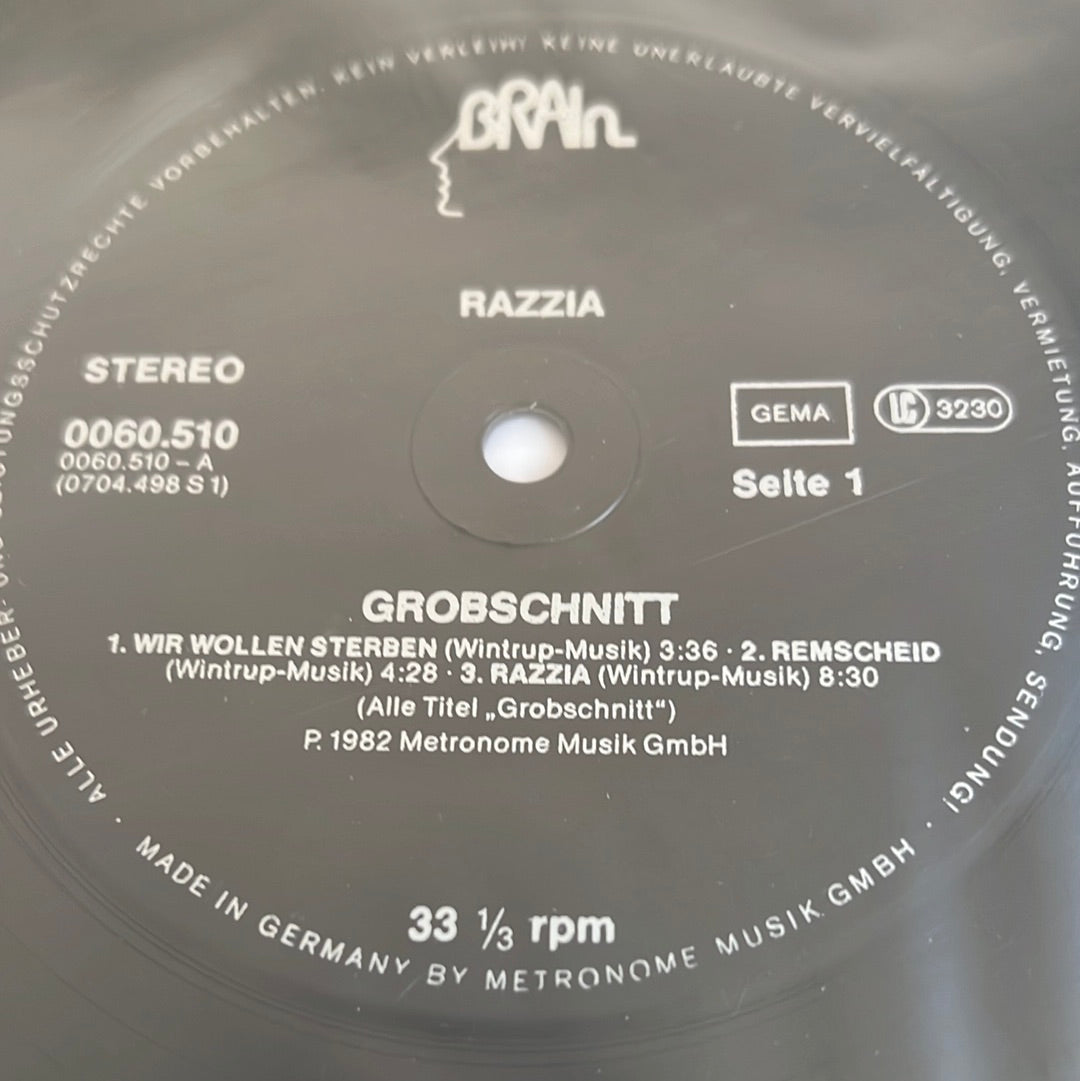 BRAIn
RAZZIA
STEREO
0060.510
0060.510 – A
(0704.498 S 1)
GEMA
LC 3230
Seite 1
GROBSCHNITT
1. WIR WOLLEN STERBEN (Wintrup-Musik) 3:36 · 2. REMSCHEID
(Wintrup-Musik) 4:28 · 3. RAZZIA (Wintrup-Musik) 8:30
(Alle Titel „Grobschnitt“)
P. 1982 Metronome Musik GmbH
33 ⅓ rpm
ALLE URHEBER- UND LEISTUNGSSCHUTZRECHTE VORBEHALTEN. KEIN VERLEIH! KEINE UNERLAUBTE VERVIELFÄLTIGUNG, VERMIETUNG, AUFFÜHRUNG, SENDUNG!
· MADE IN GERMANY BY METRONOME MUSIK GMBH ·